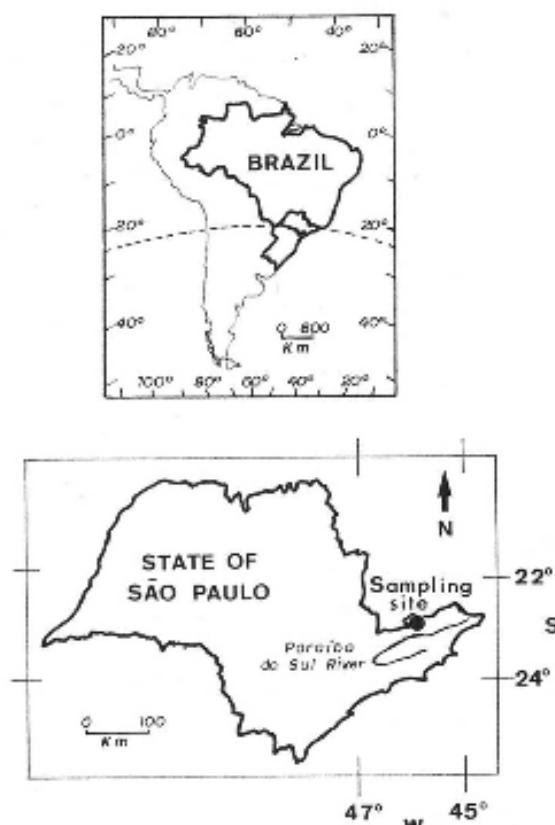 80° 60° 40°
20° 20°
0° 0°
BRAZIL
20° 20°
40° 0 800 40°
Km
100° 80° 60° 40° 20°
N
STATE OF
SÃO PAULO
Sampling
site
22°
S
Paraíba
do Sul River
24°
0 100
Km
47° 45°
W